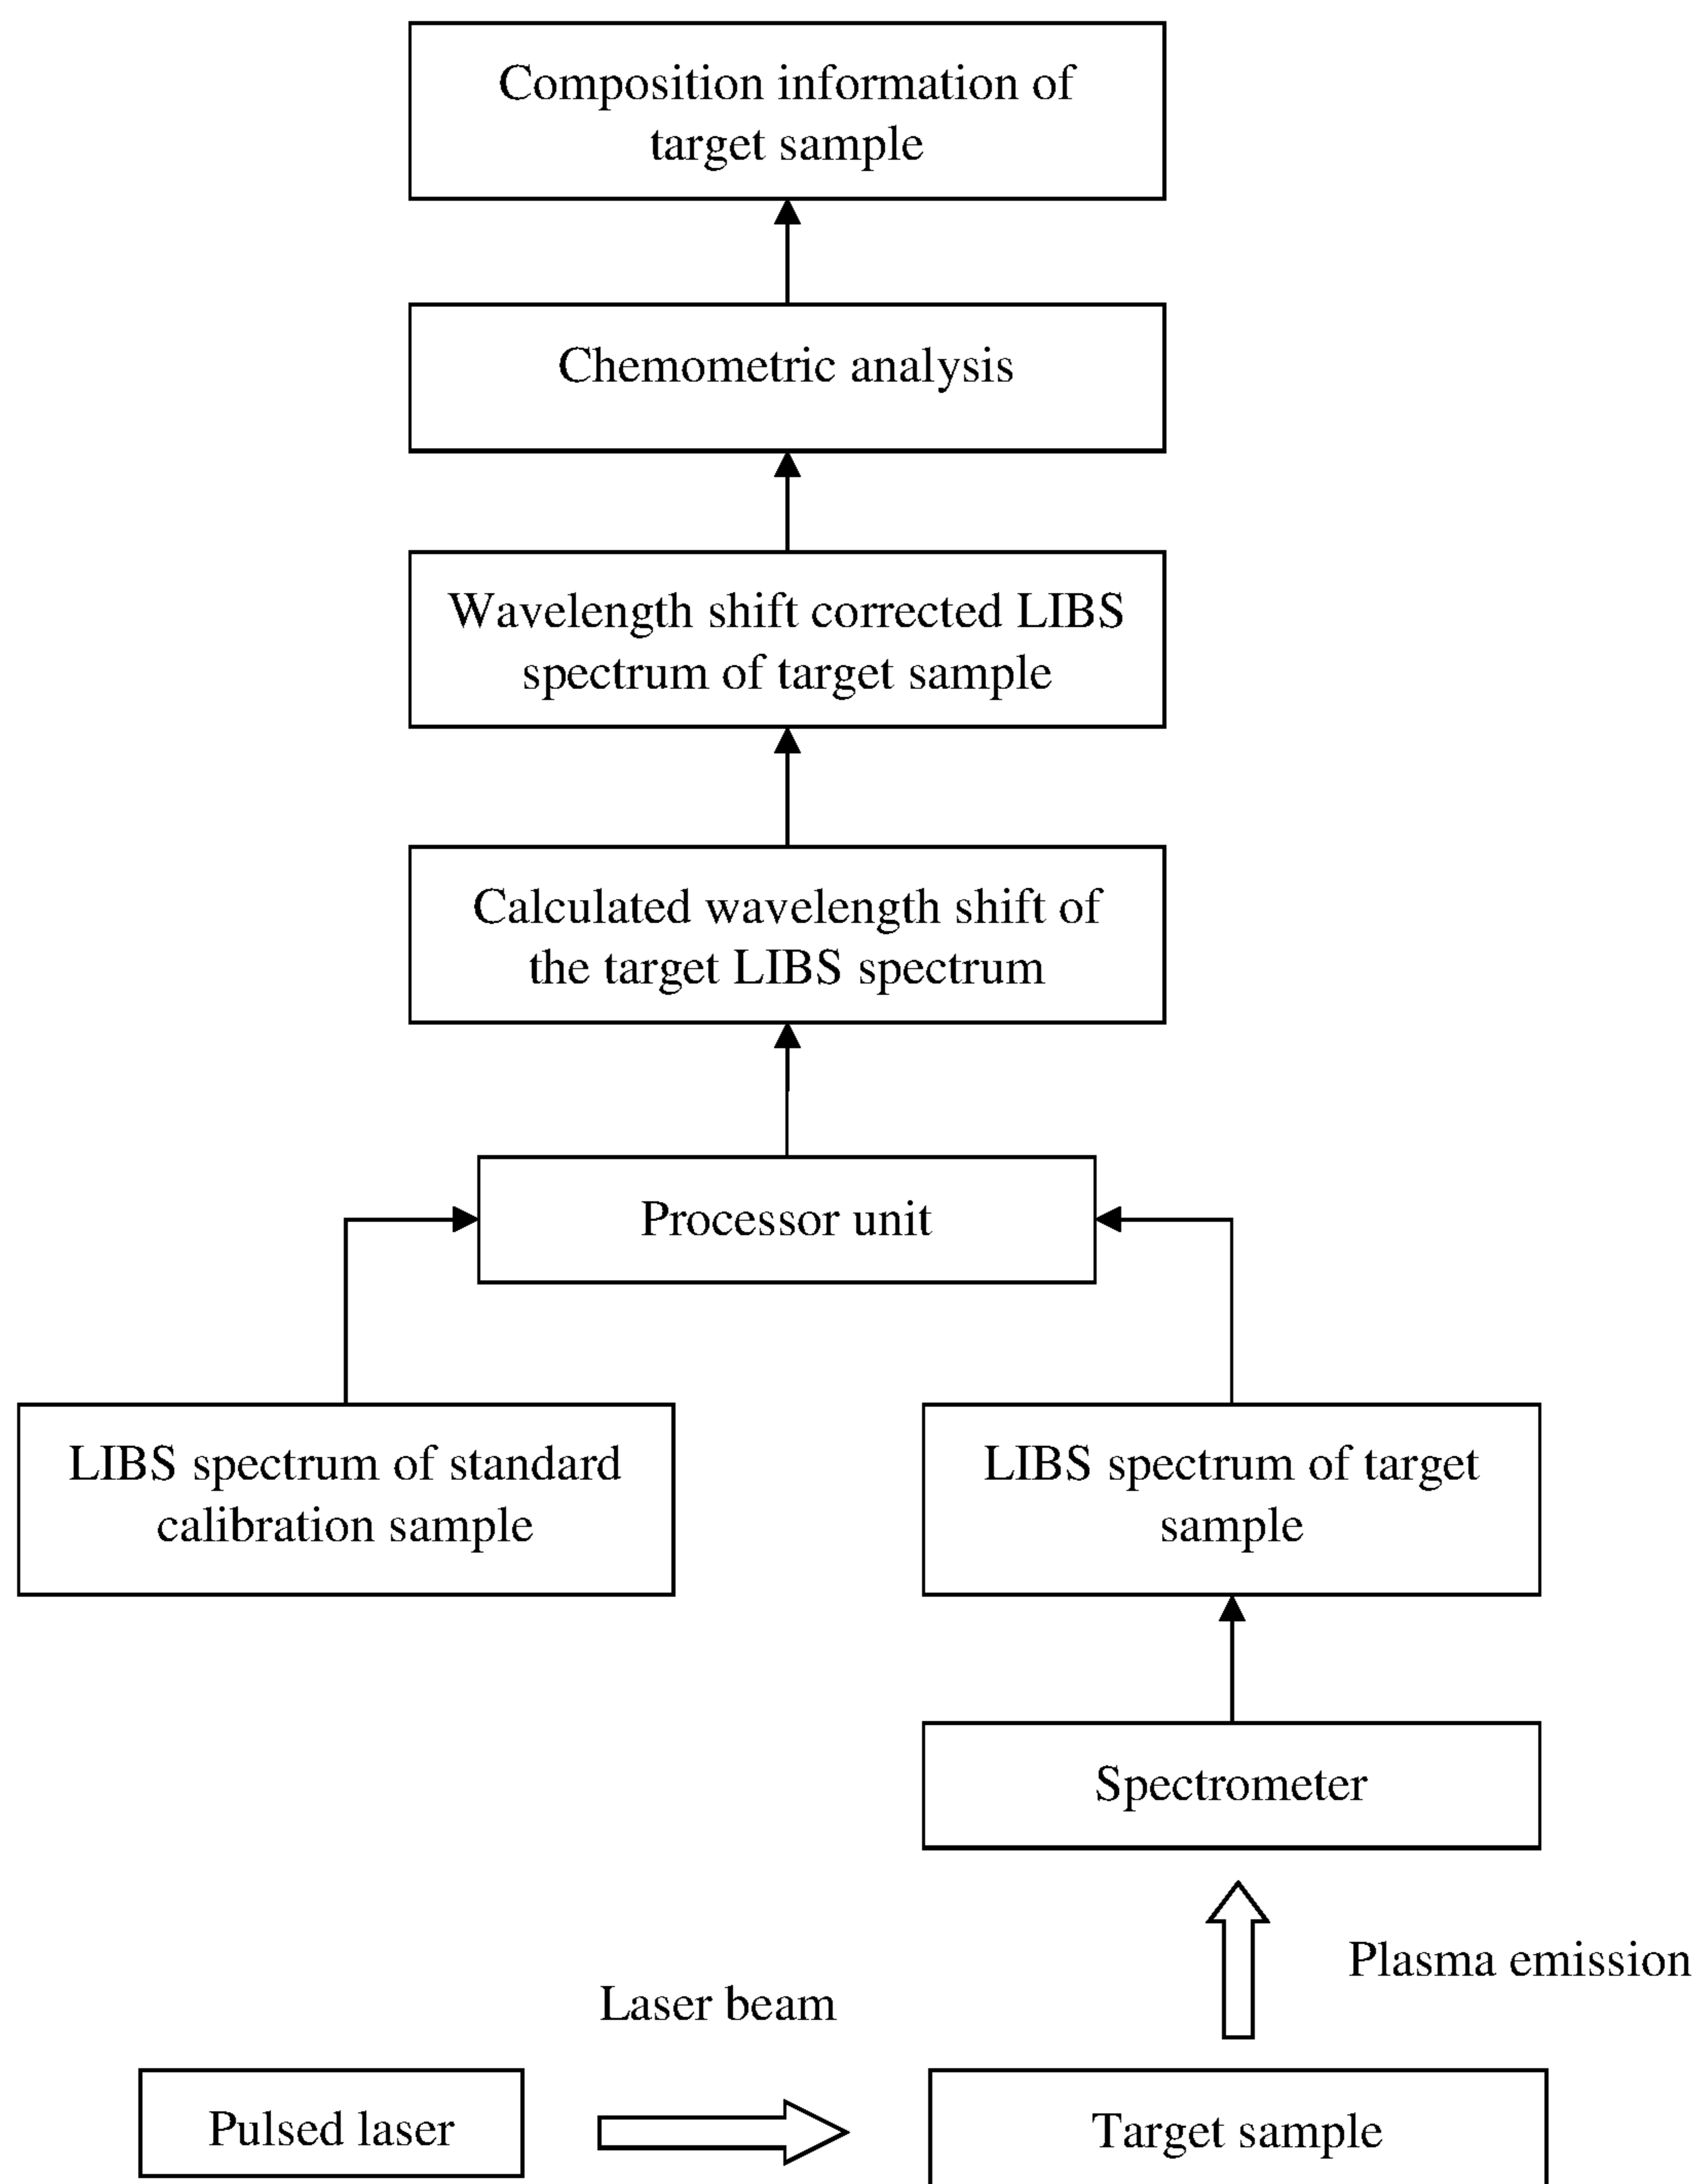 Composition information of
target sample
Chemometric analysis
Wavelength shift corrected LIBS
spectrum of target sample
Calculated wavelength shift of
the target LIBS spectrum
Processor unit
LIBS spectrum of standard
calibration sample
LIBS spectrum of target
sample
Spectrometer
Plasma emission
Laser beam
Pulsed laser
Target sample